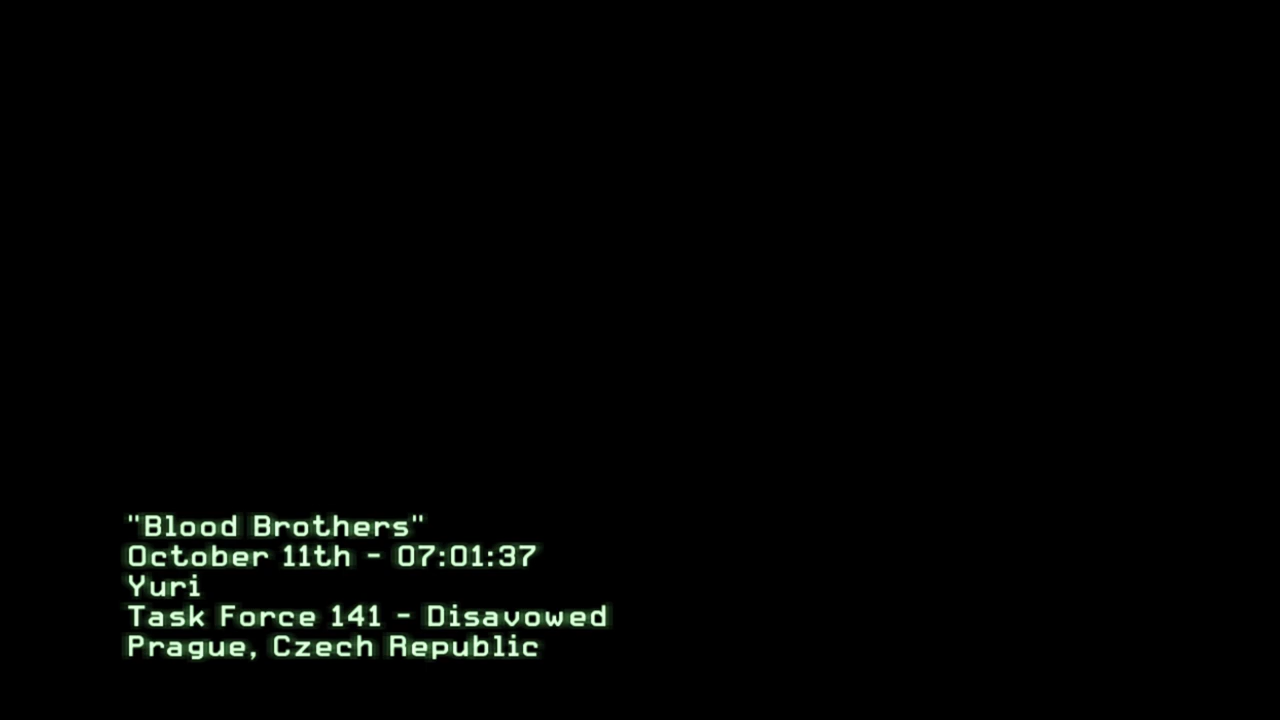 "Blood Brothers"
October 11th - 07:01:37
Yuri
Task Force 141 - Disavowed
Prague, Czech Republic